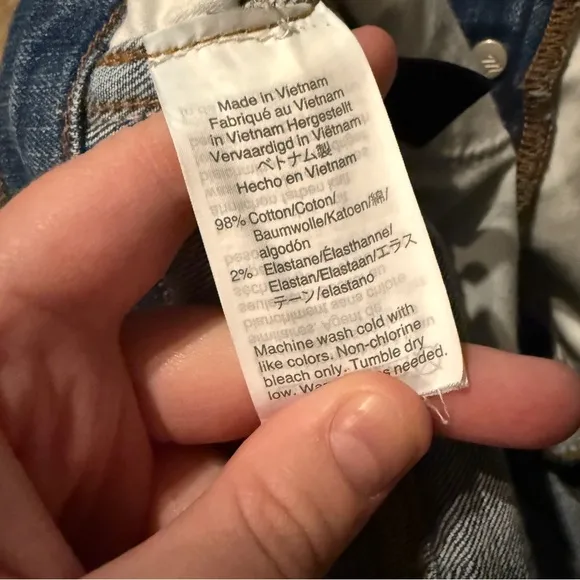 Made in Vietnam
Fabriqué au Vietnam
in Vietnam Hergestellt
Vervaardigd in Viëtnam
ベトナム製
Hecho en Vietnam
98% Cotton/Coton/
Baumwolle/Katoen/綿/
algodón
2% Elastane/Élasthanne/
Elastan/Elastaan/エラス
テーン/elastano
Machine wash cold with
like colors. Non-chlorine
bleach only. Tumble dry
low. needed.